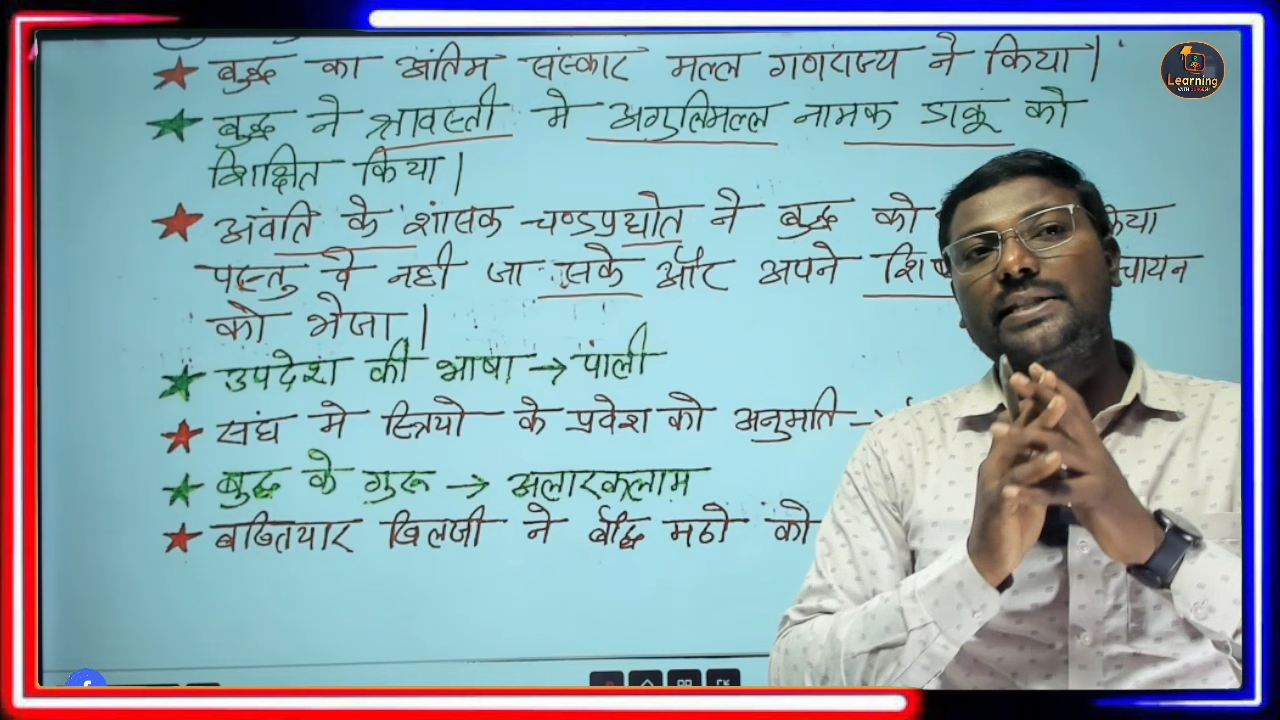 बुद्ध का अंतिम संस्कार मल्ल गणराज्य ने किया।
बुद्ध ने श्रावस्ती मे अंगुलिमल्ल नामक डाकू को
शिक्षित किया।
अवंति के शासक चण्डप्रद्योत ने बुद्ध को किया
परन्तु वे नही जा सके और अपने
को भेजा।
उपदेश की भाषा → पाली
संघ मे स्त्रियो के प्रवेश को अनुमति →
बुद्ध के गुरू → अलारकलाम
बख्तियार खिलजी ने बौद्ध मठो को
Learning